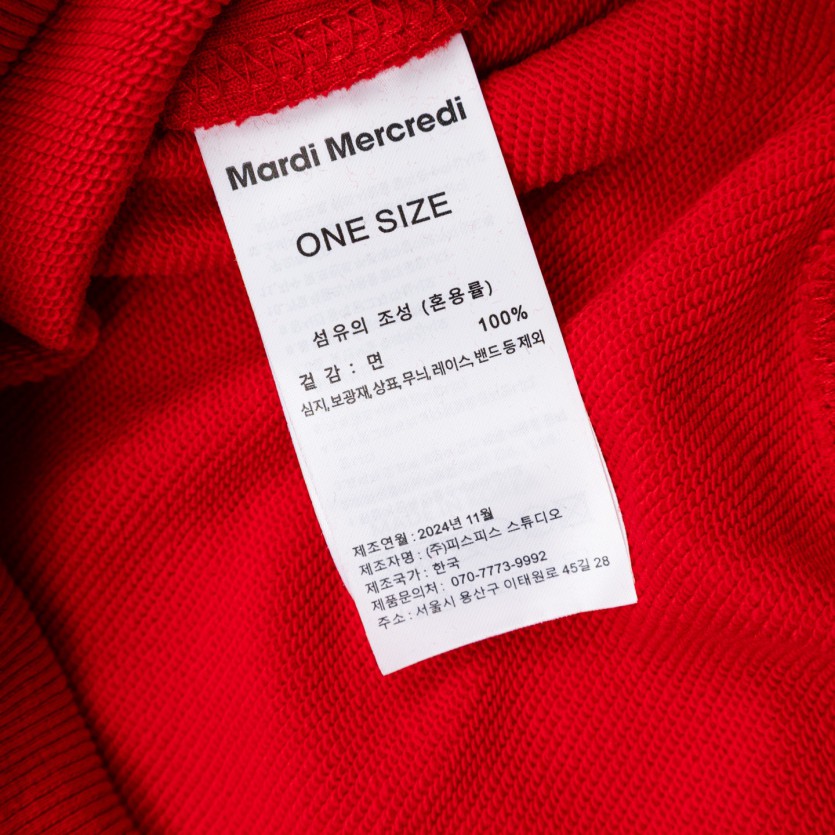 Mardi Mercredi
ONE SIZE
섬유의 조성 (혼용률)
겉 감 : 면 100%
심지,보광재,상표,무늬,레이스,밴드등제외
제조연월 : 2024년 11월
제조자명 : (주)피스피스 스튜디오
제조국가 : 한국
제품문의처 : 070-7773-9992
주소 : 서울시 용산구 이태원로 45길 28